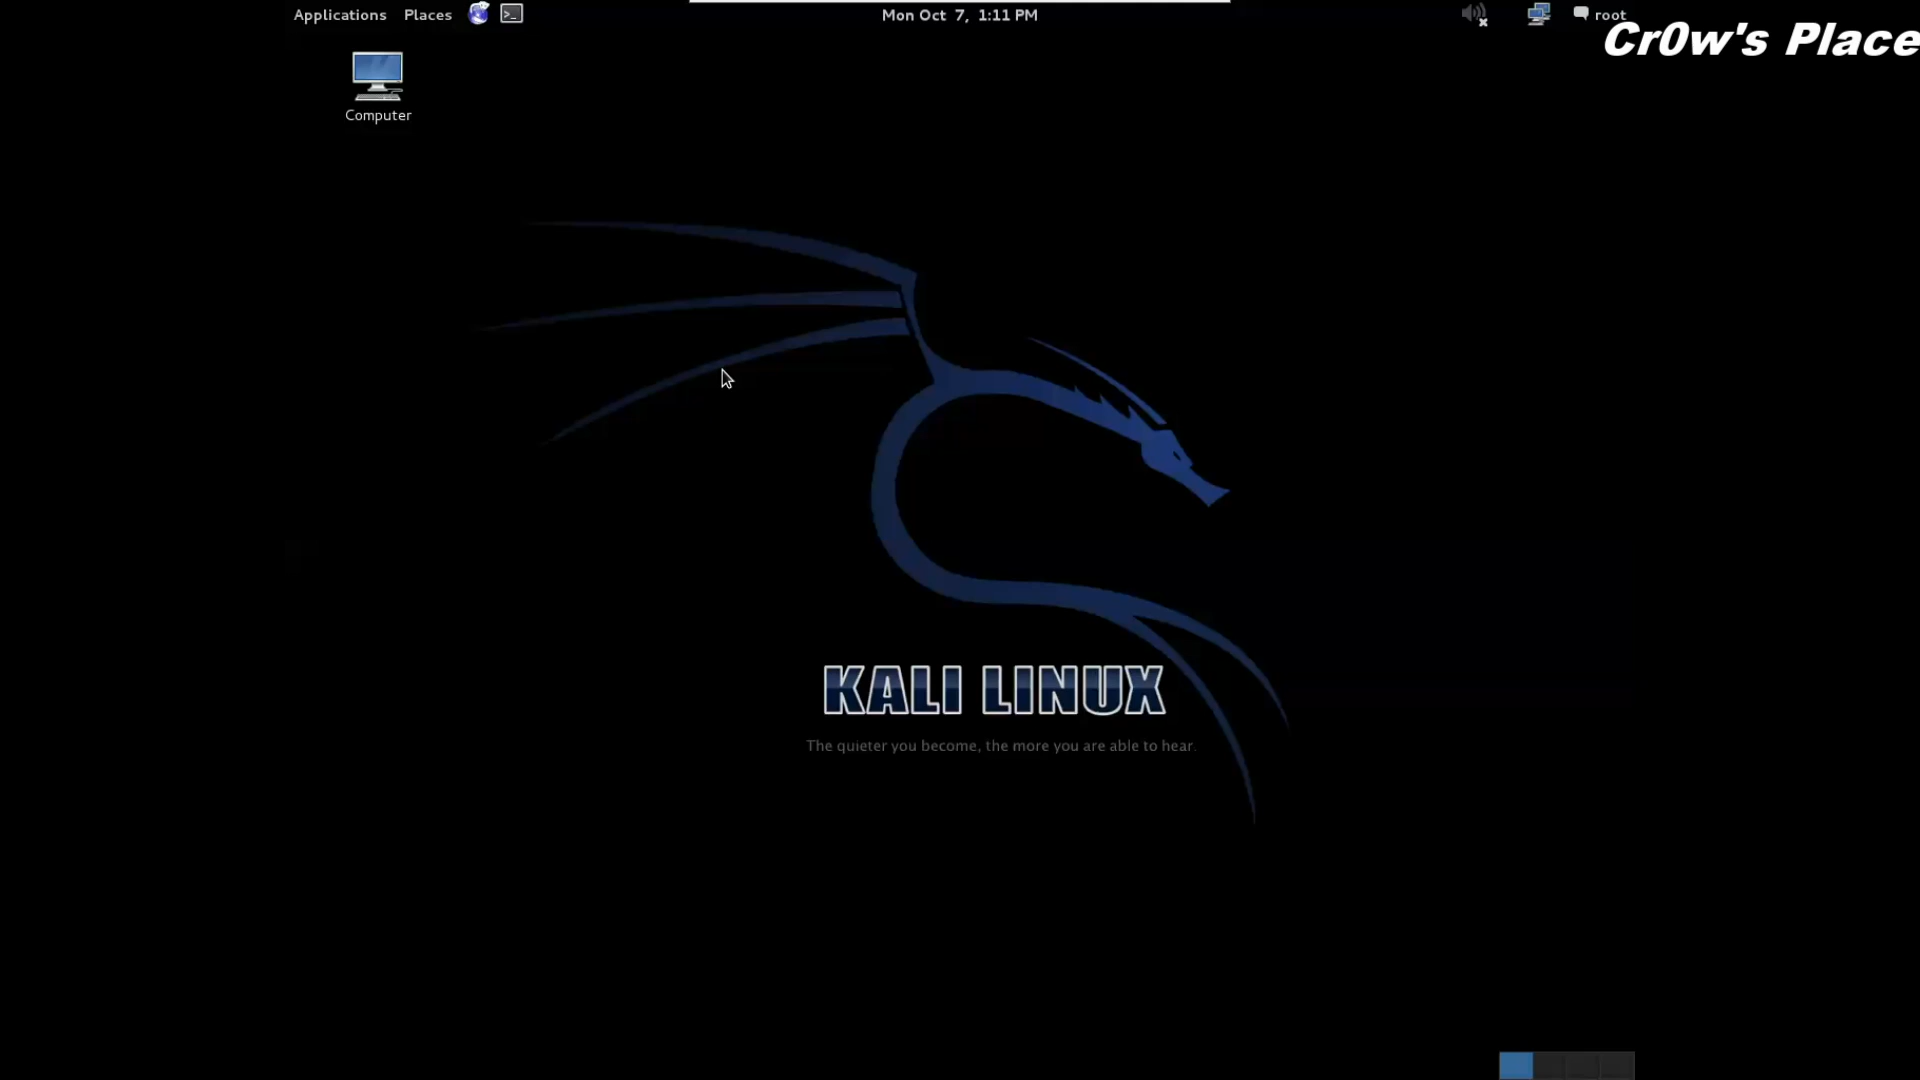 Applications Places Mon Oct 7, 1:11 PM root
Cr0w's Place
Computer
KALI LINUX
The quieter you become, the more you are able to hear.